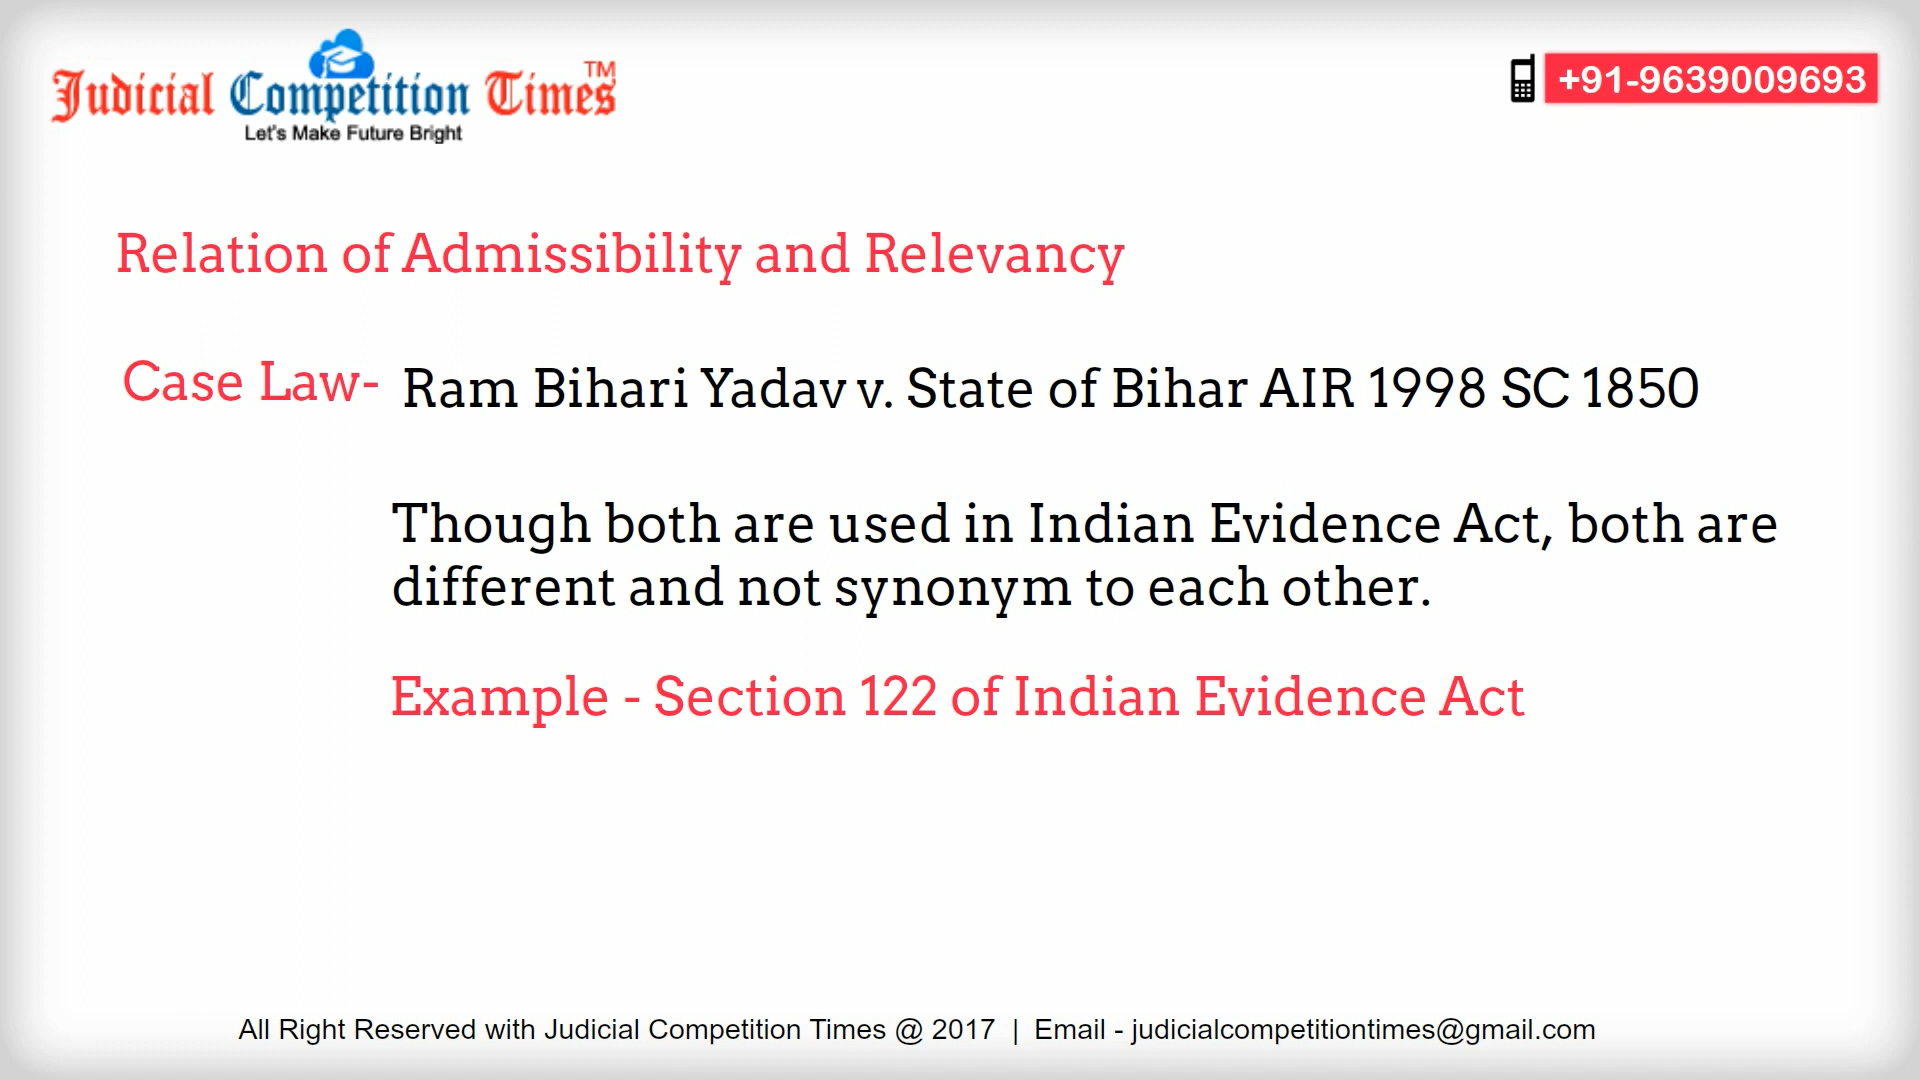 Judicial Competition Times™
Let's Make Future Bright
+91-9639009693
Relation of Admissibility and Relevancy
Case Law- Ram Bihari Yadav v. State of Bihar AIR 1998 SC 1850
Though both are used in Indian Evidence Act, both are
different and not synonym to each other.
Example - Section 122 of Indian Evidence Act
All Right Reserved with Judicial Competition Times @ 2017 | Email - judicialcompetitiontimes@gmail.com